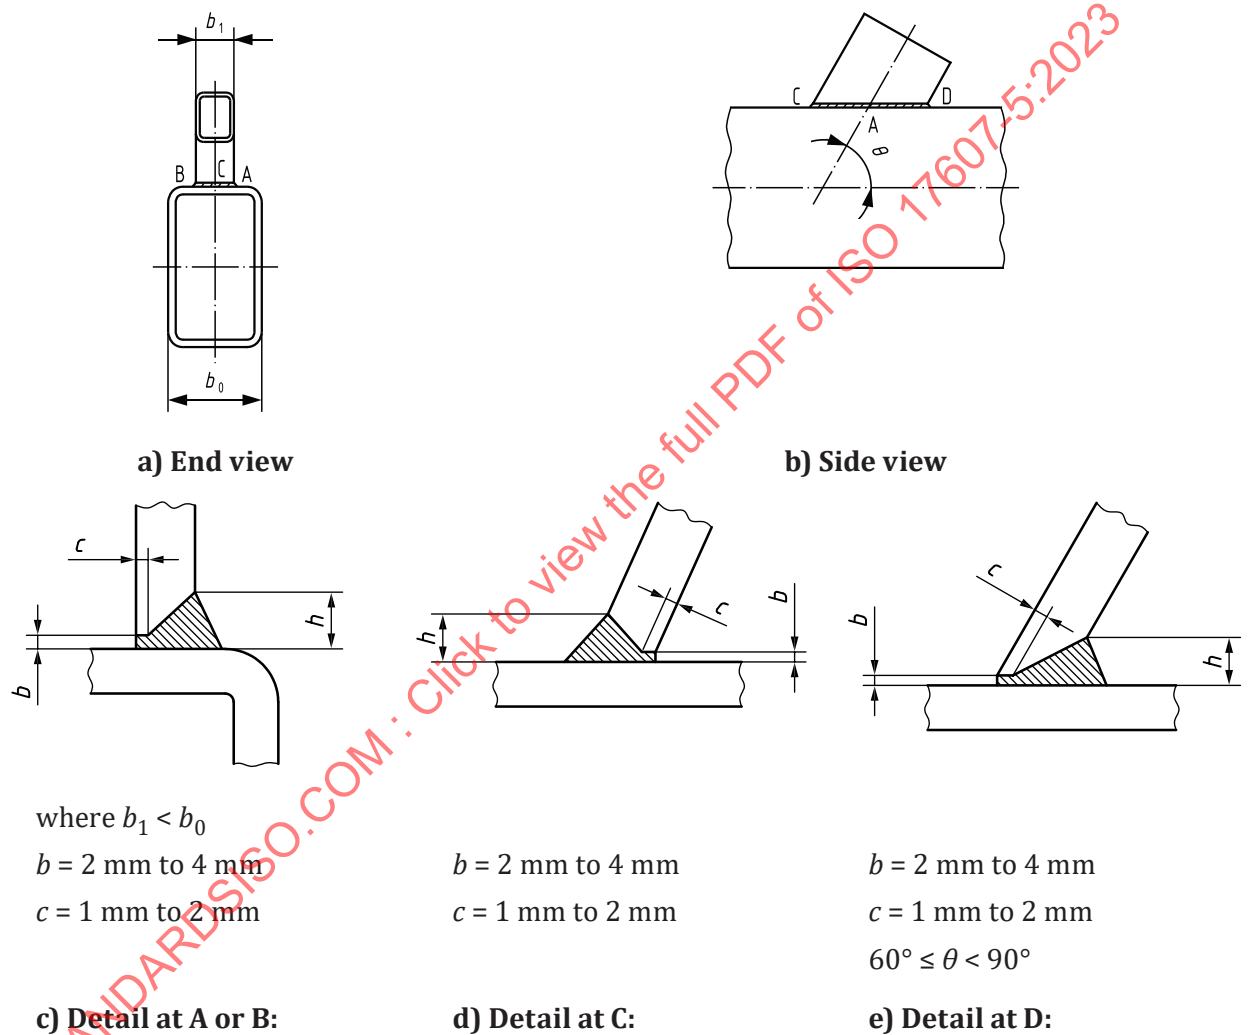 b1
B C A
b0
a) End view
C D
A
θ
b) Side view
c
h
b
h
c
b
c
b
h
where b1 < b0
b = 2 mm to 4 mm
c = 1 mm to 2 mm
c) Detail at A or B:
b = 2 mm to 4 mm
c = 1 mm to 2 mm
d) Detail at C:
b = 2 mm to 4 mm
c = 1 mm to 2 mm
60° ≤ θ < 90°
e) Detail at D:
ANDARDSISO.COM : Click to view the full PDF of ISO 17607-5:2023